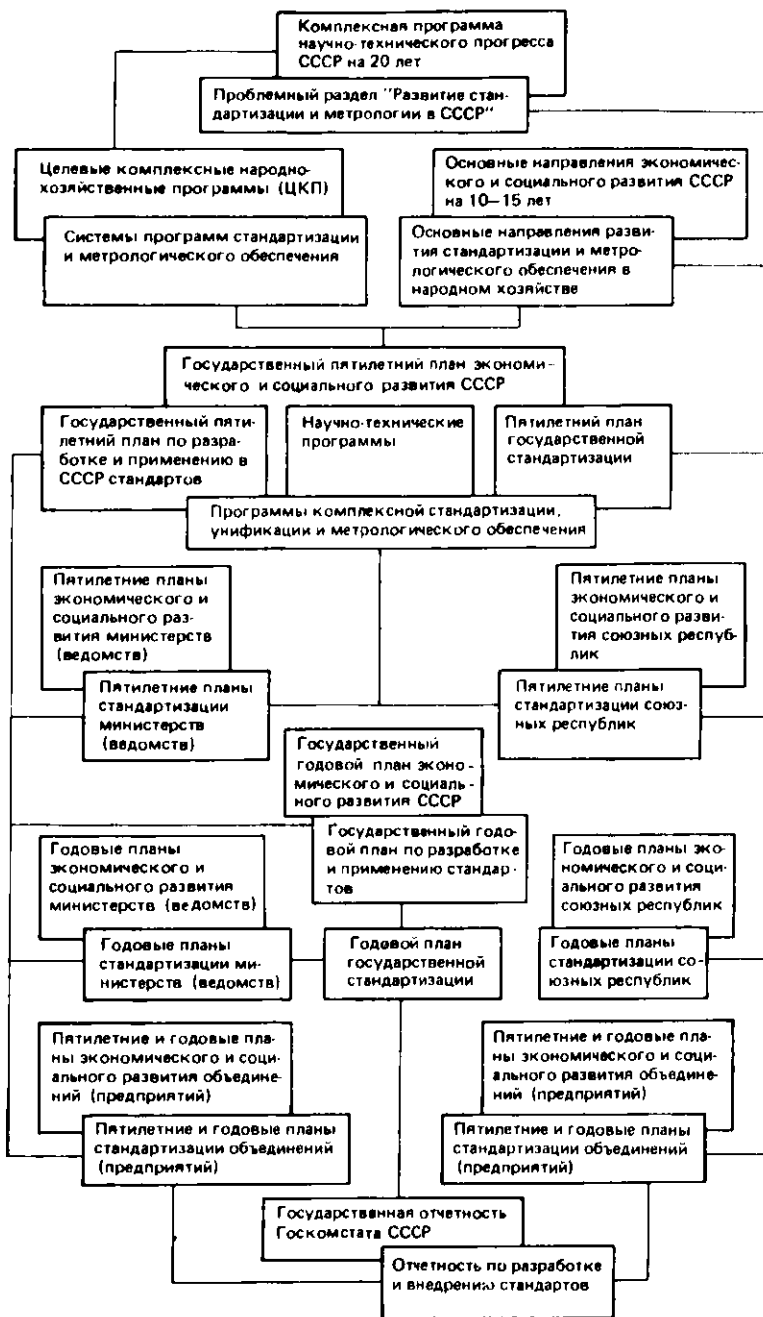 Комплексная программа
научно-технического прогресса
СССР на 20 лет
Проблемный раздел "Развитие стан-
дартизации и метрологии в СССР"
Целевые комплексные народно-
хозяйственные программы (ЦКП)
Системы программ стандартизации
и метрологического обеспечения
Основные направления экономичес-
кого и социального развития СССР
на 10—15 лет
Основные направления разви-
тия стандартизации и метро-
логического обеспечения в
народном хозяйстве
Государственный пятилетний план эконо-
мического и социального развития СССР
Государственный пяти-
летний план по разра-
ботке и применению в
СССР стандартов
Научно-технические
программы
Пятилетний план
государственной
стандартизации
Программы комплексной стандартизации,
унификации и метрологического обеспечения
Пятилетние планы
экономического и
социального раз-
вития министерств
(ведомств)
Пятилетние планы
стандартизации
министерств
(ведомств)
Пятилетние планы
экономического и
социального разви-
тия союзных респуб-
лик
Пятилетние планы
стандартизации союз-
ных республик
Государственный
годовой план эко-
номического и социаль-
ного развития СССР
Государственный годо-
вой план по разработке
и применению стандар-
тов
Годовые планы
экономического и
социального развития
министерств (ведомств)
Годовые планы
стандартизации ми-
нистерств (ведомств)
Годовой план
государственной
стандартизации
Годовые планы эко-
номического и соци-
ального развития
союзных республик
Годовые планы
стандартизации со-
юзных республик
Пятилетние и годовые пла-
ны экономического и соци-
ального развития объедине-
ний (предприятий)
Пятилетние и годовые планы
стандартизации объединений
(предприятий)
Пятилетние и годовые пла-
ны экономического и соци-
ального развития объедине-
ний (предприятий)
Пятилетние и годовые планы
стандартизации объединений
(предприятий)
Государственная отчетность
Госкомстата СССР
Отчетность по разработке
и внедрению стандартов